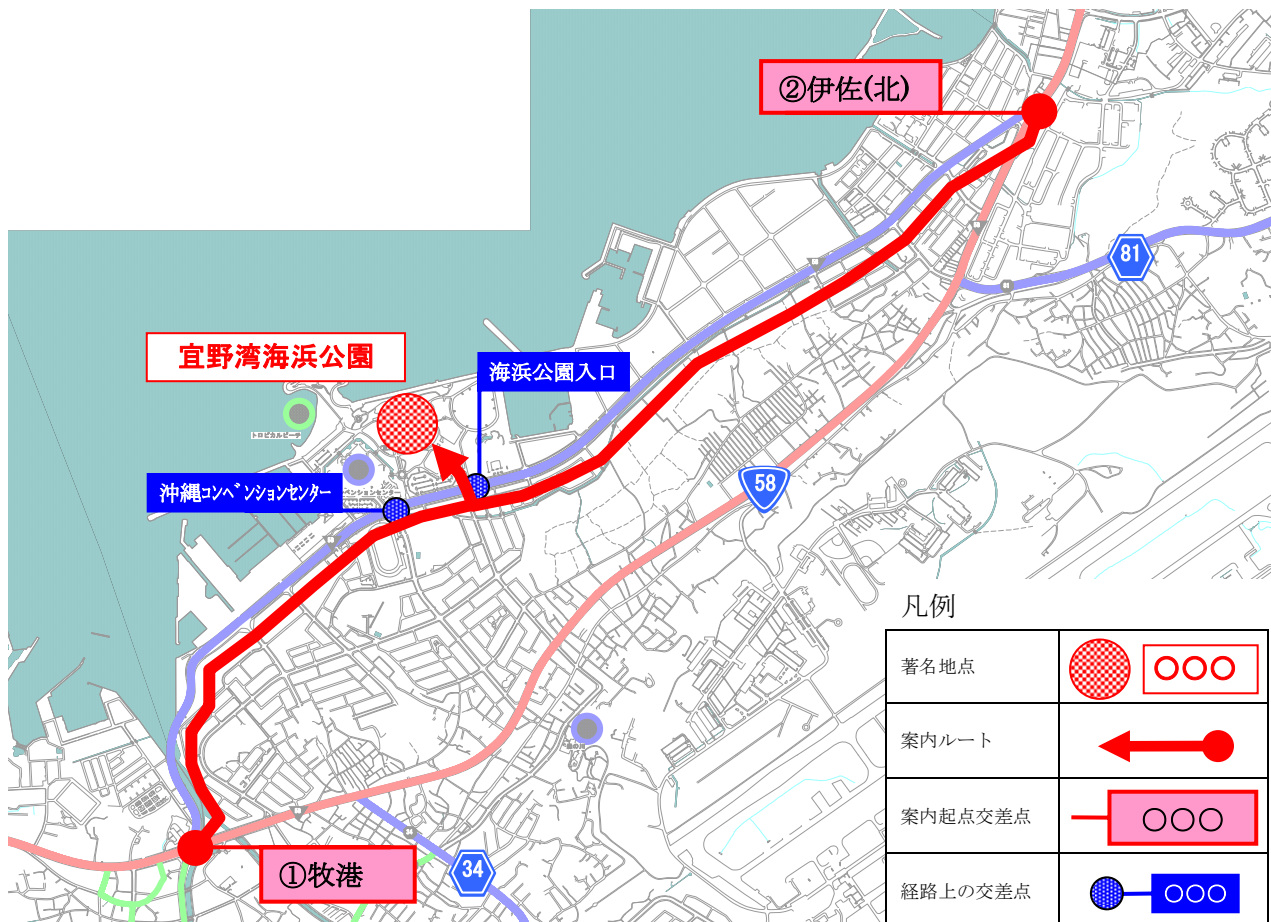 ②伊佐(北)
81
宜野湾海浜公園
海浜公園入口
トロピカルビーチ
沖縄コンベンションセンター
58
①牧港
34
凡例
著名地点
○○○
案内ルート
案内起点交差点
○○○
経路上の交差点
○○○